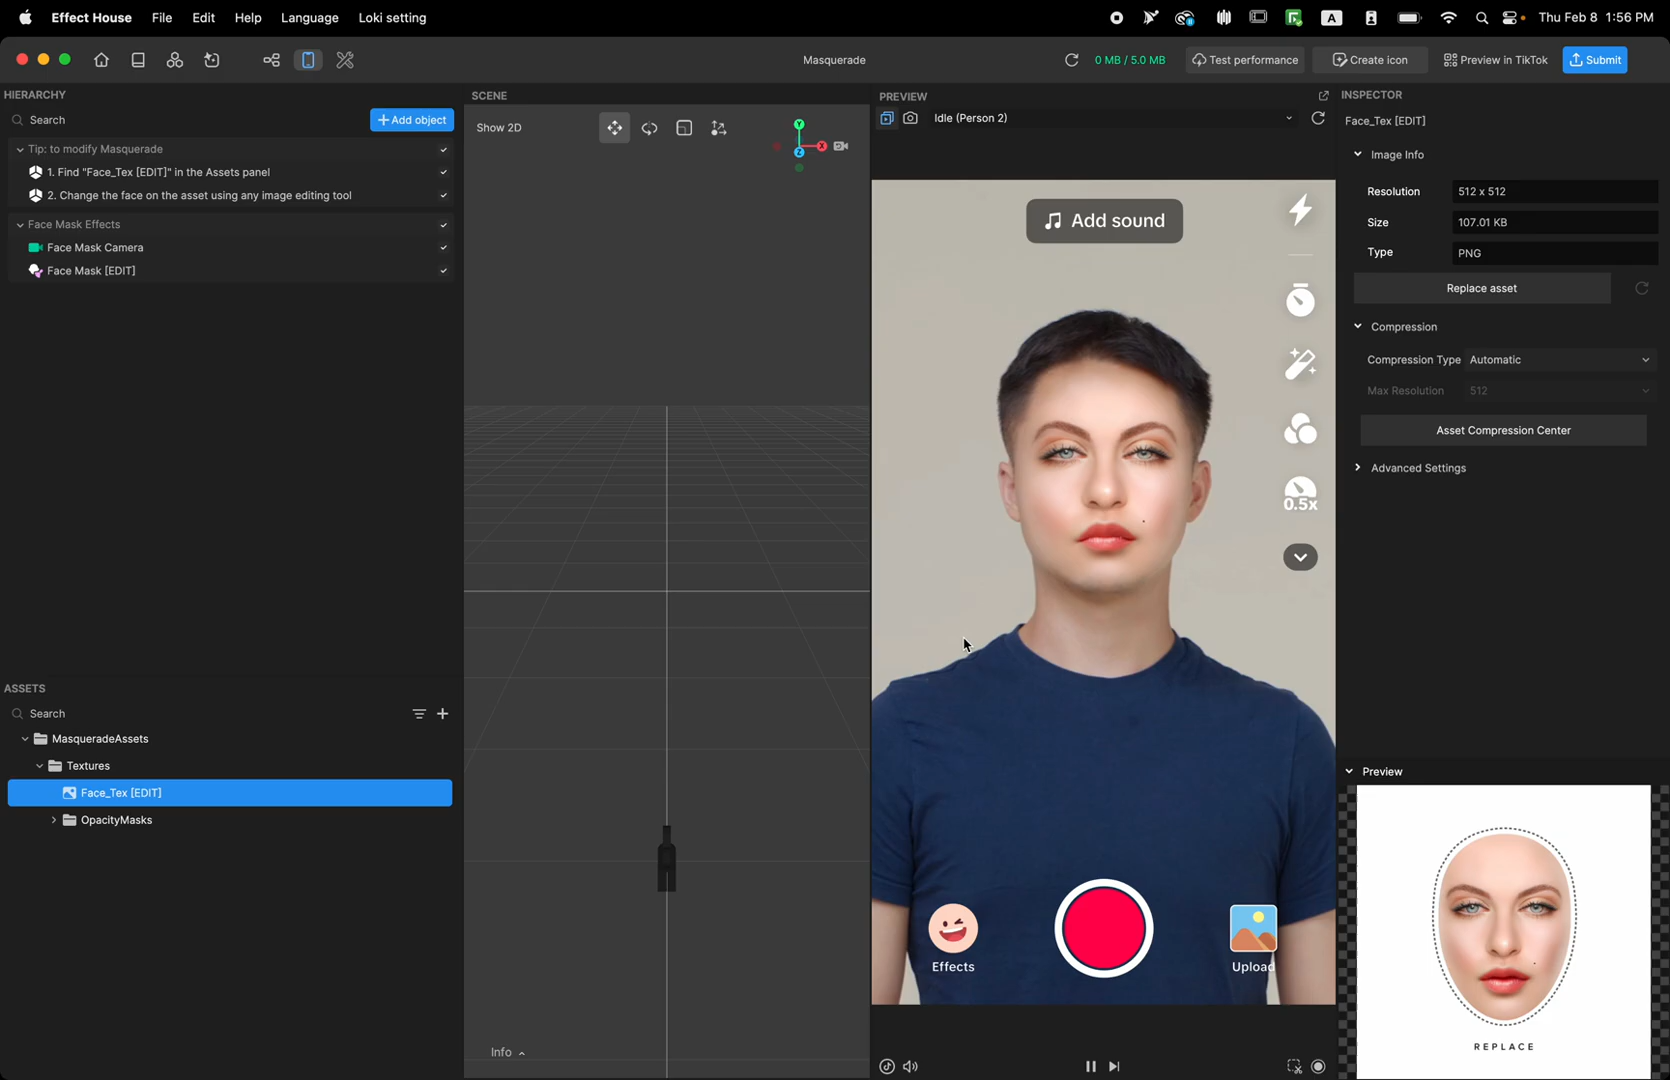 Effect House File Edit Help Language Loki setting
A Thu Feb 8 1:56 PM
Masquerade
0 MB / 5.0 MB Test performance Create icon Preview in TikTok Submit
HIERARCHY
Search
+ Add object
Tip: to modify Masquerade
1. Find "Face_Tex [EDIT]" in the Assets panel
2. Change the face on the asset using any image editing tool
Face Mask Effects
Face Mask Camera
Face Mask [EDIT]
ASSETS
Search
MasqueradeAssets
Textures
Face_Tex [EDIT]
OpacityMasks
SCENE
Show 2D
Y
X
Z
Info
PREVIEW
Idle (Person 2)
Add sound
0.5x
Effects
Upload
INSPECTOR
Face_Tex [EDIT]
Image Info
Resolution 512 x 512
Size 107.01 KB
Type PNG
Replace asset
Compression
Compression Type Automatic
Max Resolution 512
Asset Compression Center
Advanced Settings
Preview
REPLACE